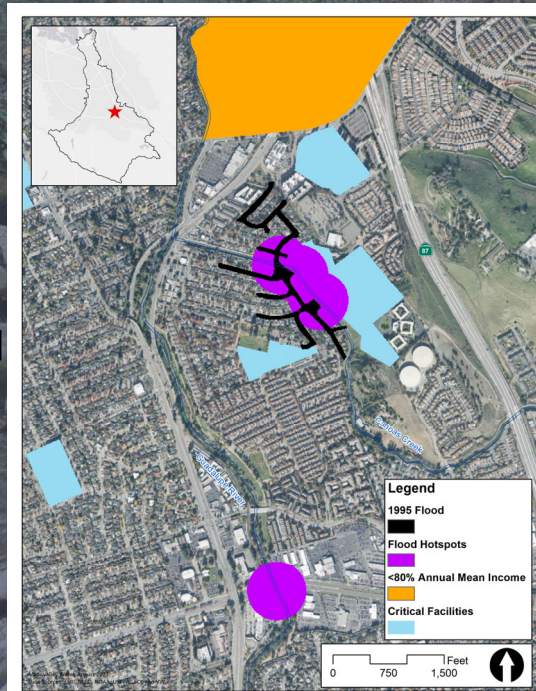 87
Canoas Creek
Guadalupe River
Legend
1995 Flood
Flood Hotspots
<80% Annual Mean Income
Critical Facilities
Feet
0 750 1,500